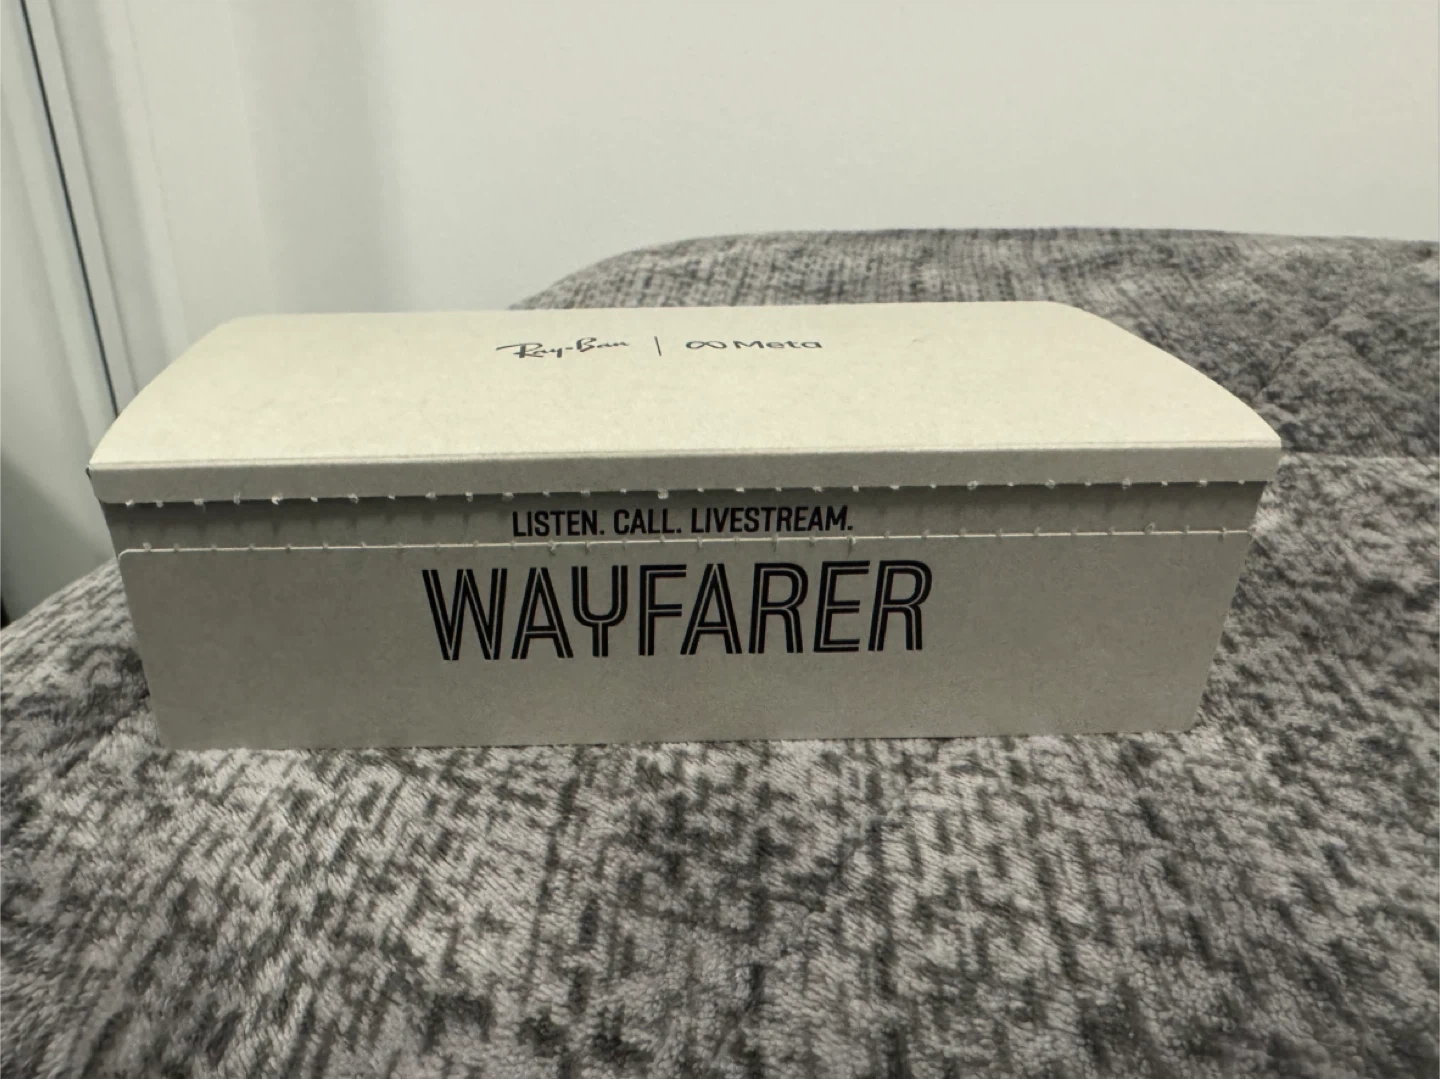 Ray-Ban | ∞ Meta
LISTEN. CALL. LIVESTREAM.
WAYFARER